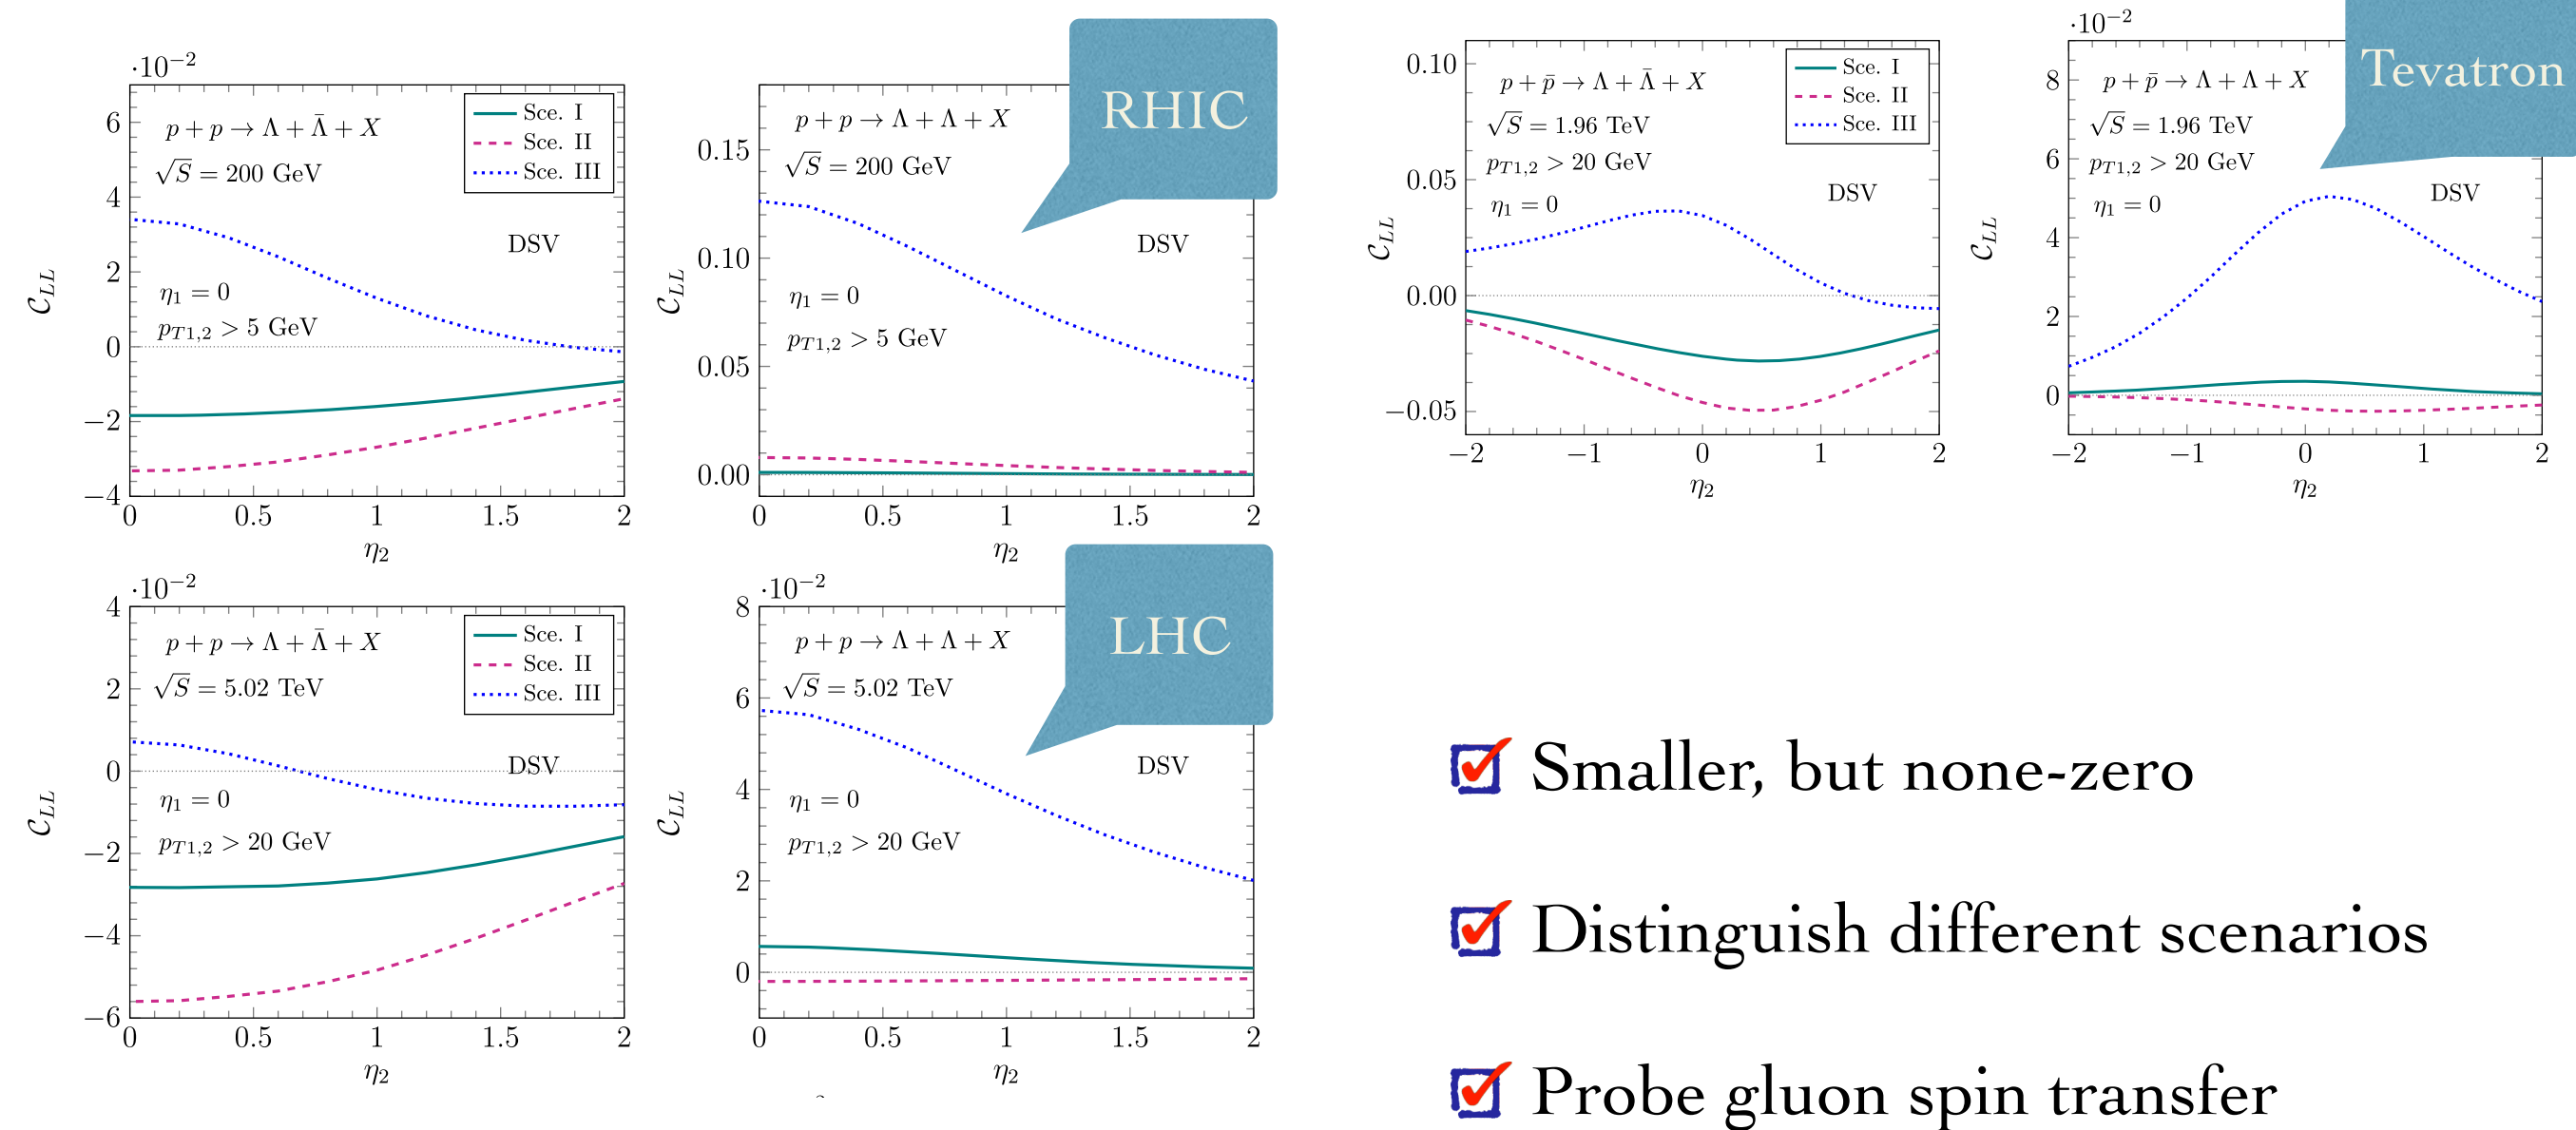 ·10⁻²
6
4
2
0
−2
−4
0
0.5
1
1.5
2
η₂
𝒞_LL
p + p → Λ + Λ̄ + X
√S = 200 GeV
Sce. I
Sce. II
Sce. III
DSV
η₁ = 0
p_T1,2 > 5 GeV
RHIC
0.15
0.10
0.05
0.00
0
0.5
1
1.5
2
η₂
𝒞_LL
p + p → Λ + Λ + X
√S = 200 GeV
DSV
η₁ = 0
p_T1,2 > 5 GeV
0.10
0.05
0.00
−0.05
−2
−1
0
1
2
η₂
𝒞_LL
p + p̄ → Λ + Λ̄ + X
√S = 1.96 TeV
p_T1,2 > 20 GeV
η₁ = 0
Sce. I
Sce. II
Sce. III
DSV
Tevatron
·10⁻²
8
6
4
2
0
−2
−1
0
1
2
η₂
𝒞_LL
p + p̄ → Λ + Λ + X
√S = 1.96 TeV
p_T1,2 > 20 GeV
η₁ = 0
DSV
·10⁻²
4
2
0
−2
−4
−6
0
0.5
1
1.5
2
η₂
𝒞_LL
p + p → Λ + Λ̄ + X
√S = 5.02 TeV
Sce. I
Sce. II
Sce. III
DSV
η₁ = 0
p_T1,2 > 20 GeV
LHC
·10⁻²
8
6
4
2
0
0
0.5
1
1.5
2
η₂
𝒞_LL
p + p → Λ + Λ + X
√S = 5.02 TeV
DSV
η₁ = 0
p_T1,2 > 20 GeV
Smaller, but none-zero
Distinguish different scenarios
Probe gluon spin transfer